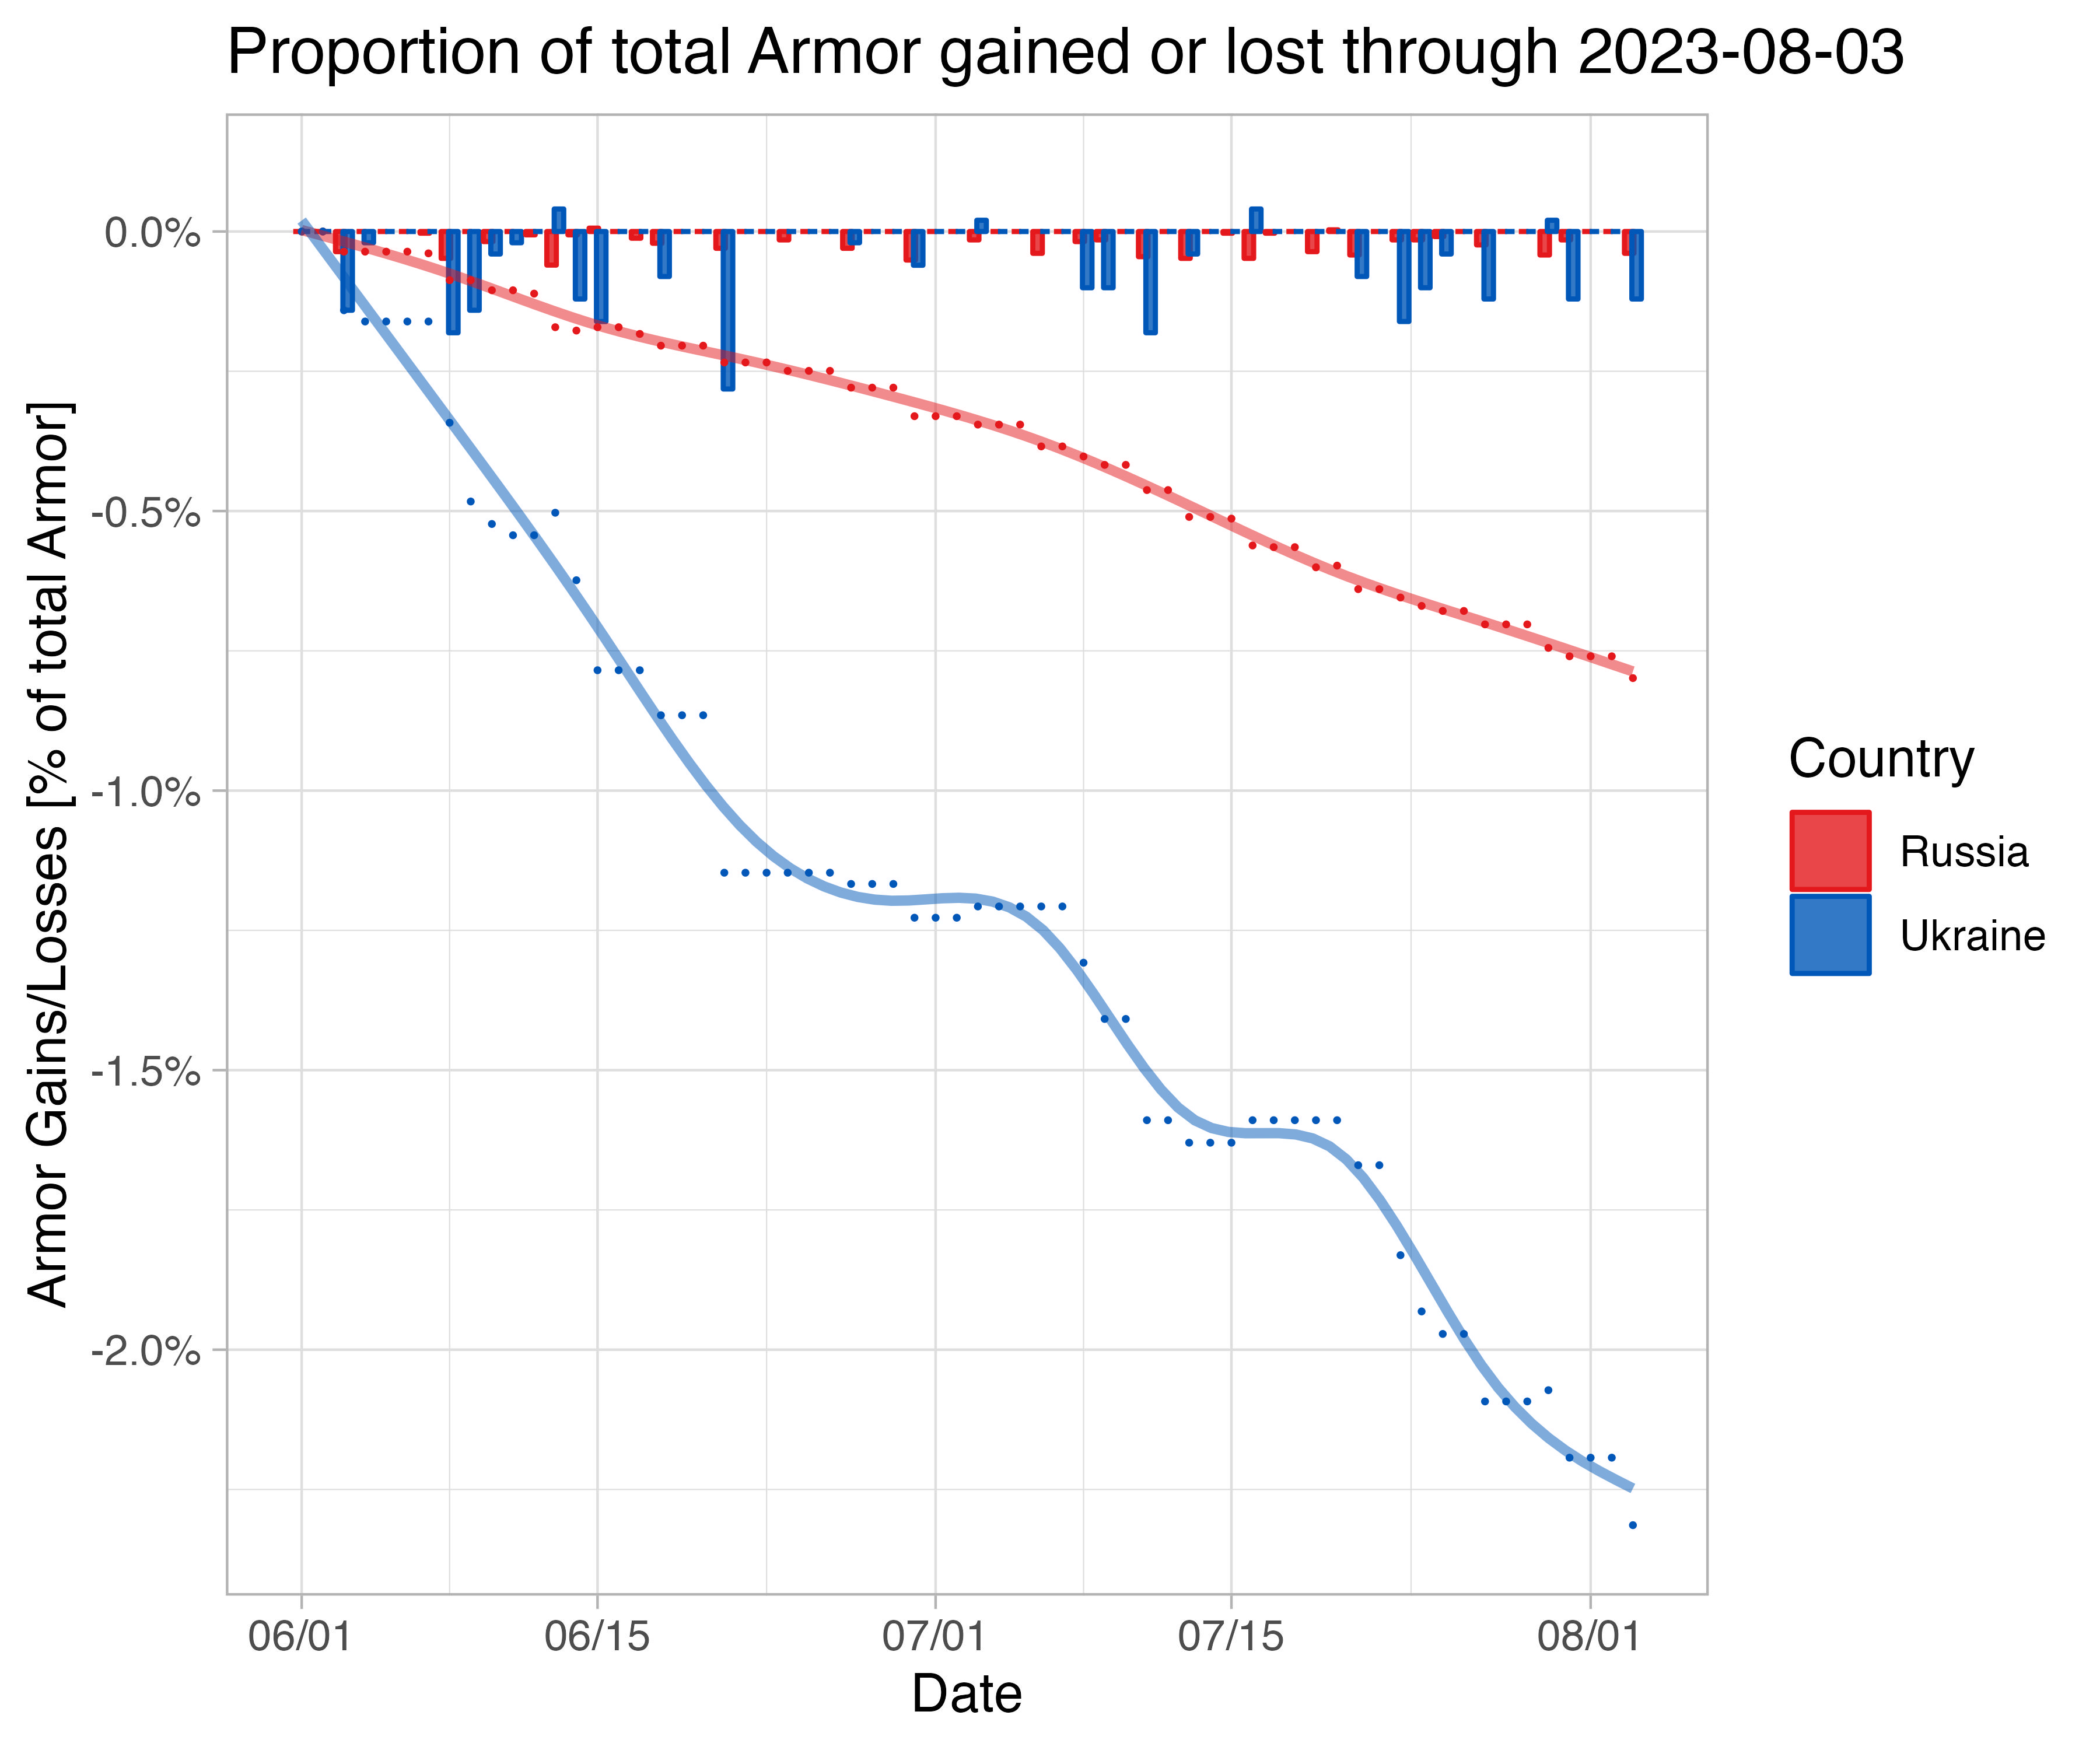 Proportion of total Armor gained or lost through 2023-08-03
Armor Gains/Losses [% of total Armor]
0.0%
-0.5%
-1.0%
-1.5%
-2.0%
06/01
06/15
07/01
07/15
08/01
Date
Country
Russia
Ukraine